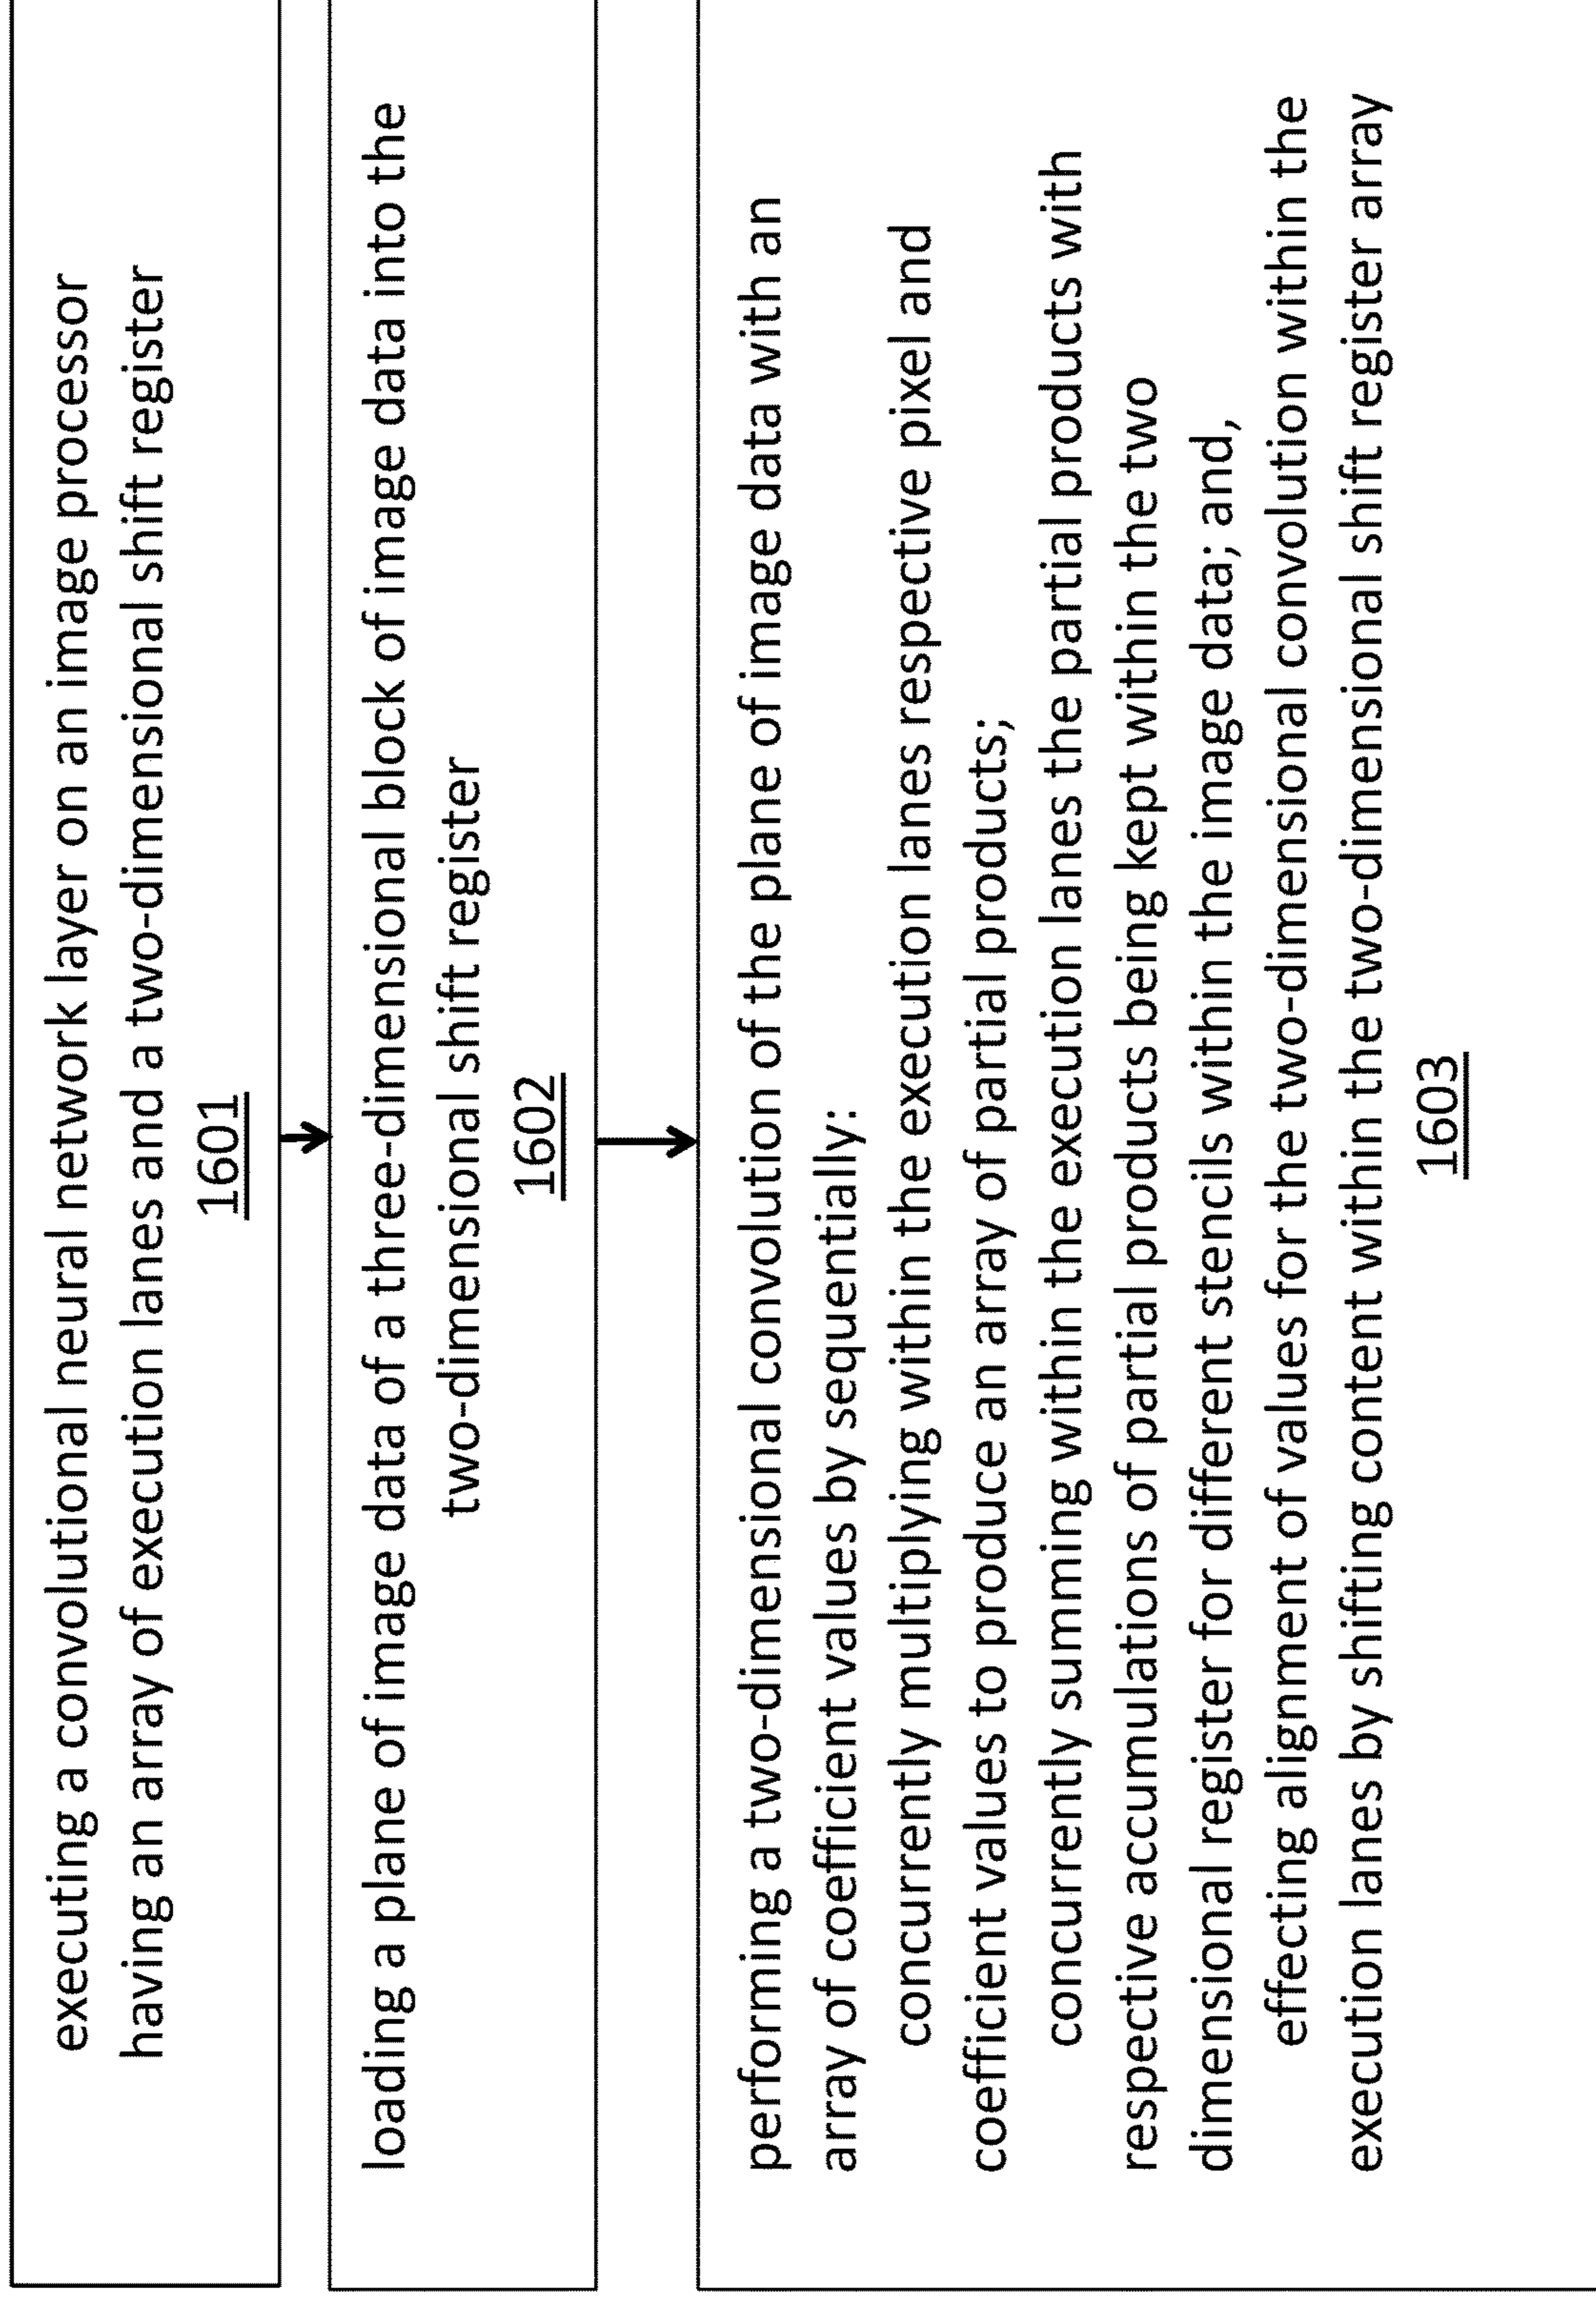 executing a convolutional neural network layer on an image processor
having an array of execution lanes and a two-dimensional shift register
1601
loading a plane of image data of a three-dimensional block of image data into the
two-dimensional shift register
1602
performing a two-dimensional convolution of the plane of image data with an
array of coefficient values by sequentially:
concurrently multiplying within the execution lanes respective pixel and
coefficient values to produce an array of partial products;
concurrently summing within the execution lanes the partial products with
respective accumulations of partial products being kept within the two
dimensional register for different stencils within the image data; and,
effecting alignment of values for the two-dimensional convolution within the
execution lanes by shifting content within the two-dimensional shift register array
1603